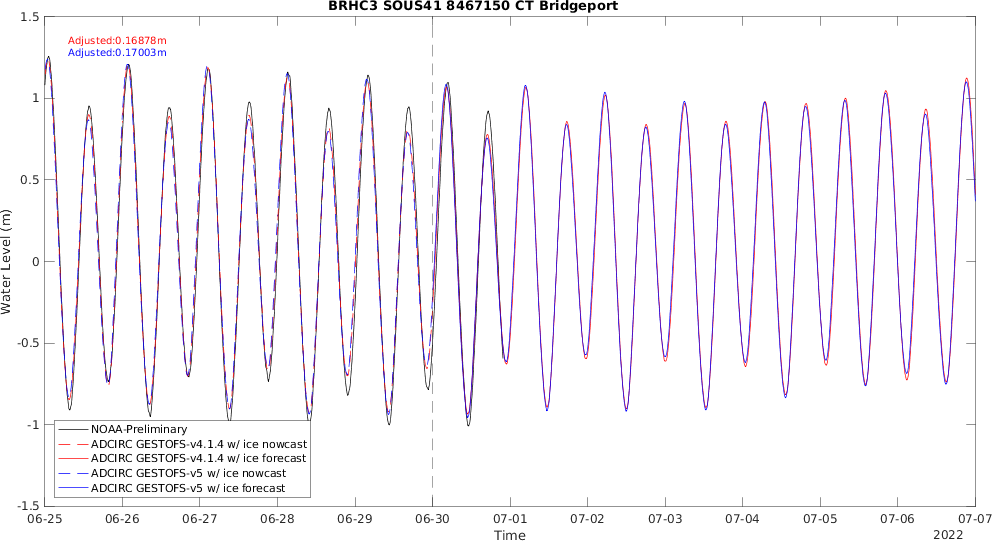 BRHC3 SOUS41 8467150 CT Bridgeport
1.5
Adjusted:0.16878m
Adjusted:0.17003m
1
0.5
0
-0.5
-1
-1.5
Water Level (m)
NOAA-Preliminary
ADCIRC GESTOFS-v4.1.4 w/ ice nowcast
ADCIRC GESTOFS-v4.1.4 w/ ice forecast
ADCIRC GESTOFS-v5 w/ ice nowcast
ADCIRC GESTOFS-v5 w/ ice forecast
06-25 06-26 06-27 06-28 06-29 06-30 07-01 07-02 07-03 07-04 07-05 07-06 07-07
Time
2022